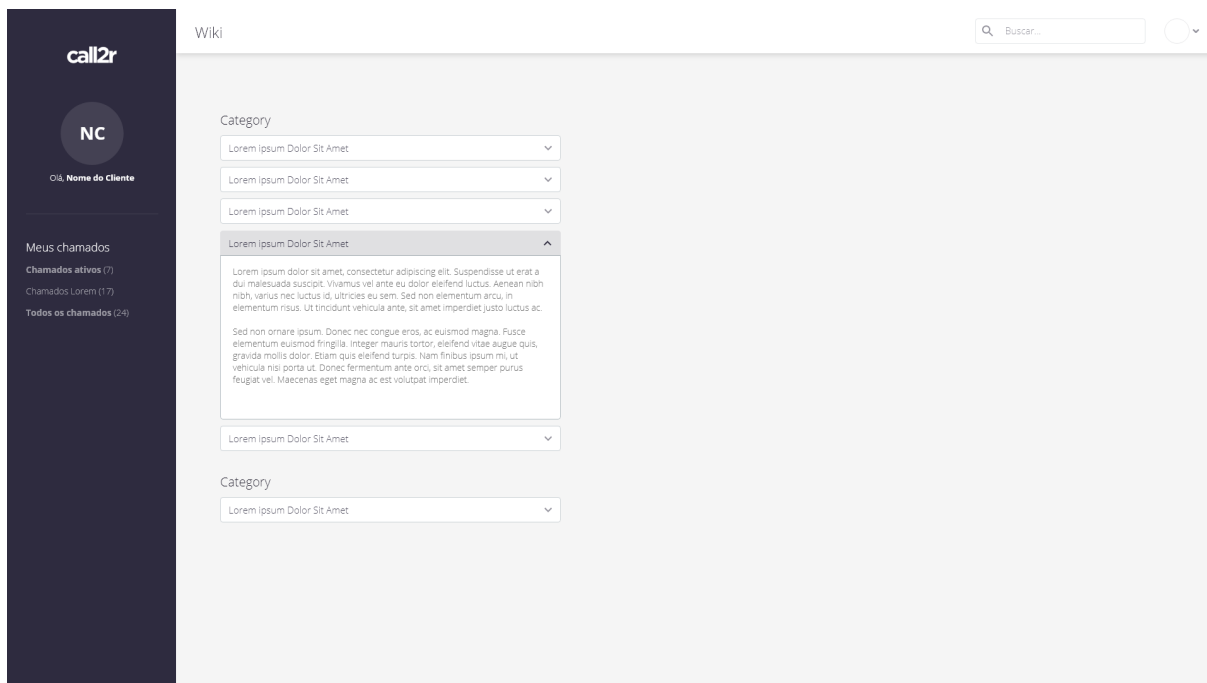 call2r
NC
Olá, Nome do Cliente
Meus chamados
Chamados ativos (7)
Chamados Lorem (17)
Todos os chamados (24)
Wiki
Buscar...
Category
Lorem Ipsum Dolor Sit Amet
Lorem Ipsum Dolor Sit Amet
Lorem Ipsum Dolor Sit Amet
Lorem Ipsum Dolor Sit Amet
Lorem ipsum dolor sit amet, consectetur adipiscing elit. Suspendisse ut erat a
dui malesuada suscipit. Vivamus vel ante eu dolor eleifend luctus. Aenean nibh
nibh, varius nec luctus id, ultricies eu sem. Sed non elementum arcu, in
elementum risus. Ut tincidunt vehicula ante, sit amet imperdiet justo luctus ac.
Sed non ornare ipsum. Donec nec congue eros, ac euismod magna. Fusce
elementum euismod fringilla. Integer mauris tortor, eleifend vitae augue quis,
gravida mollis dolor. Etiam quis eleifend turpis. Nam finibus ipsum mi, ut
vehicula nisi porta ut. Donec fermentum ante orci, sit amet semper purus
feugiat vel. Maecenas eget magna ac est volutpat imperdiet.
Lorem Ipsum Dolor Sit Amet
Category
Lorem Ipsum Dolor Sit Amet